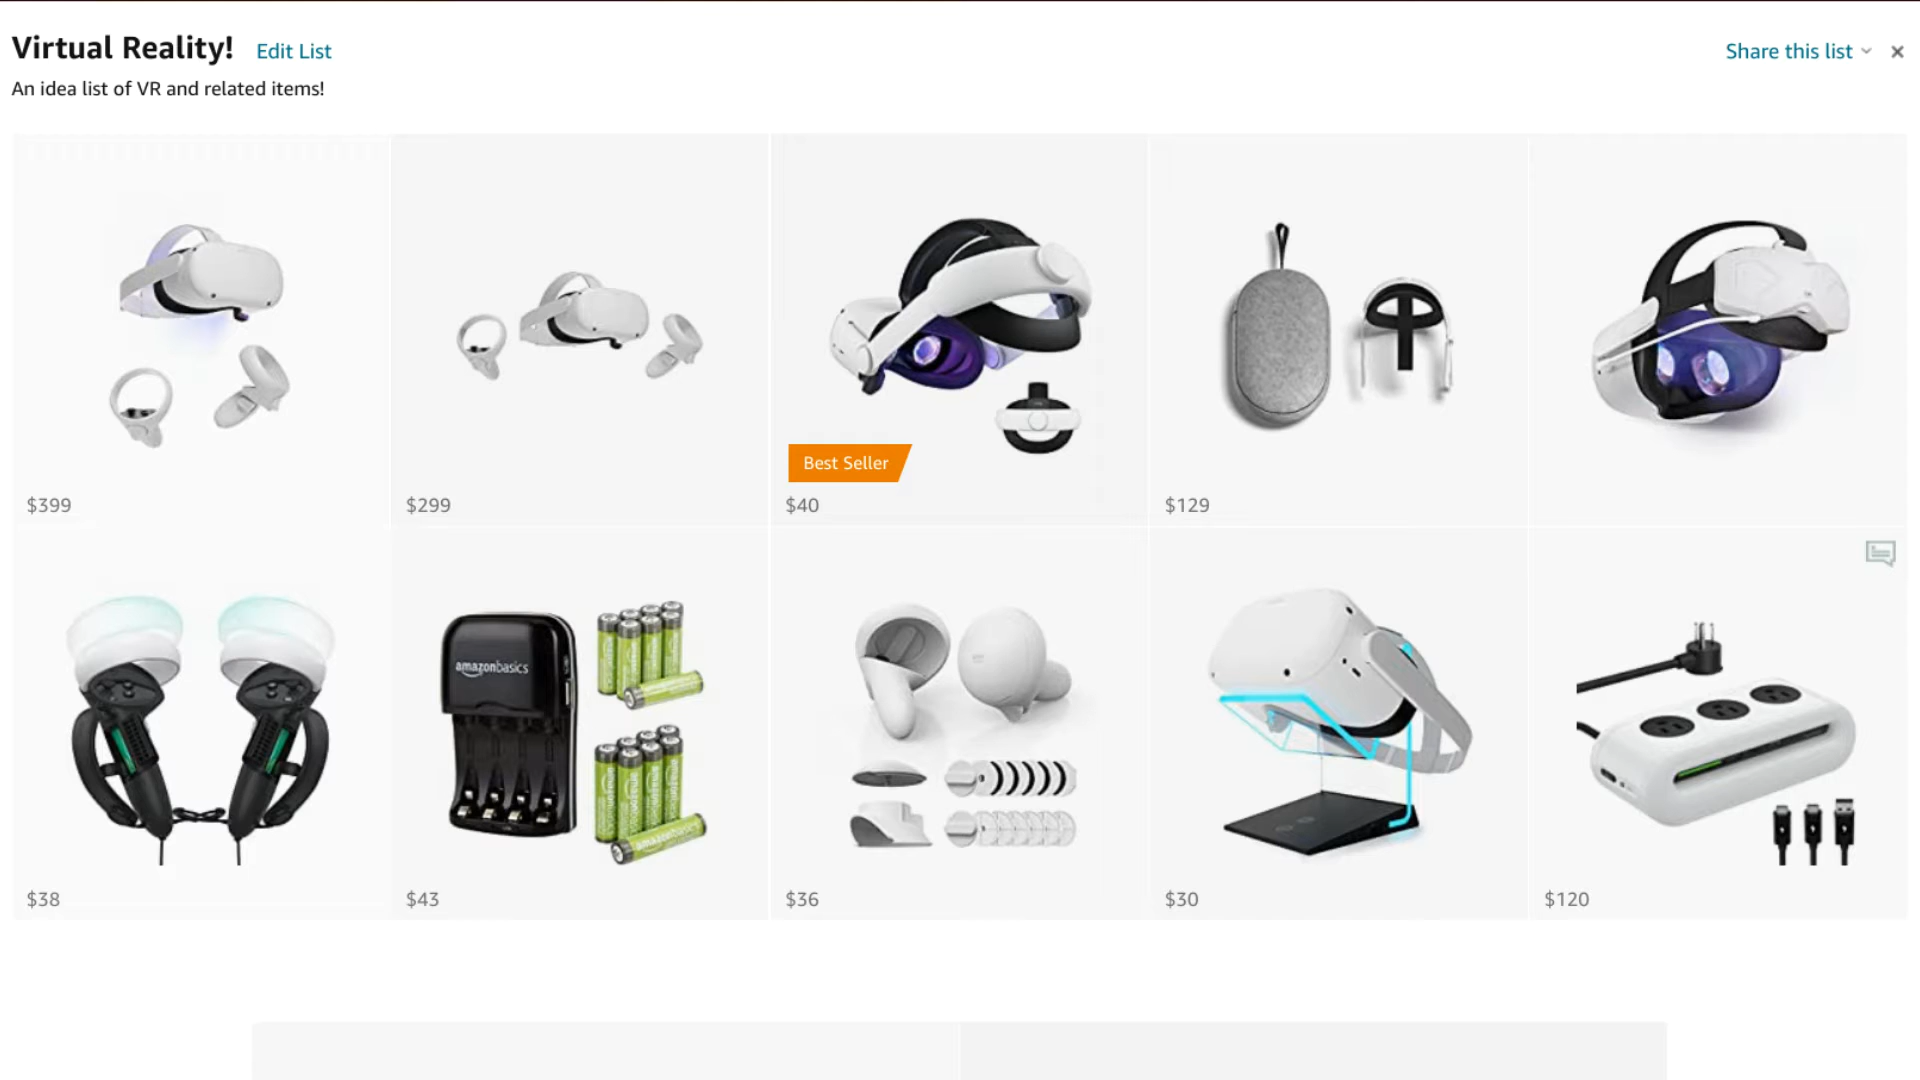 Virtual Reality! Edit List
Share this list
An idea list of VR and related items!
Best Seller
$399
$299
$40
$129
amazonbasics
amazonbasics
$38
$43
$36
$30
$120